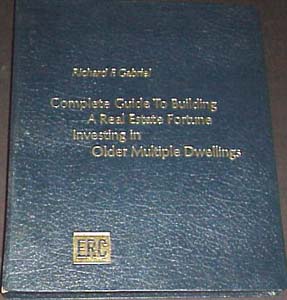 Richard F. Gabriel
Complete Guide To Building
A Real Estate Fortune
Investing in
Older Multiple Dwellings
ERC